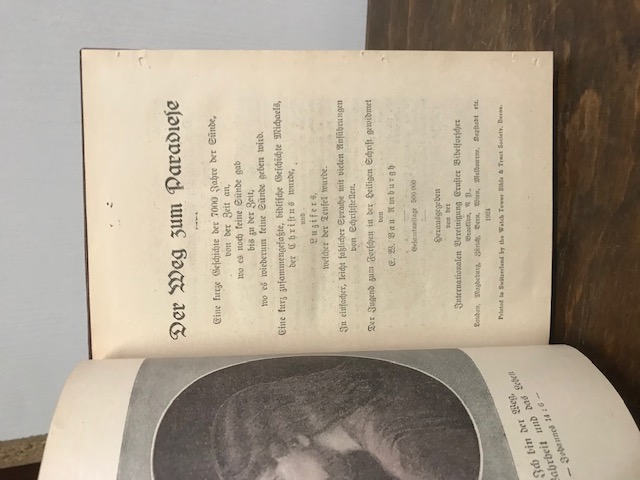 Der Weg zum Paradiese
Eine kurze Geschichte der 7000 Jahre der Sünde,
von der Zeit an,
wo es noch keine Sünde gab
bis zu der Zeit,
wo es wiederum keine Sünde geben wird.
Eine kurz zusammengefaßte, biblische Geschichte Michaels,
der Christus wurde,
und
Luzifers,
welcher der Teufel wurde.
In einfacher, leicht faßlicher Sprache mit vielen Anführungen
von Schriftstellen.
Der Jugend zum Forschen in der Heiligen Schrift gewidmet
von
E. W. Van Amburgh
Gesamtauflage 500 000
Herausgegeben
von der
Internationalen Vereinigung Ernster Bibelforscher
Brooklyn, N. Y.,
London, Magdeburg, Zürich, Bern, Wien, Melbourne, etc.
1924
Printed in Switzerland by the Watch Tower Bible & Tract Society, Berne.
Ich bin der Weg,
Wahrheit und das Leben
— Johannes 14 : 6 —